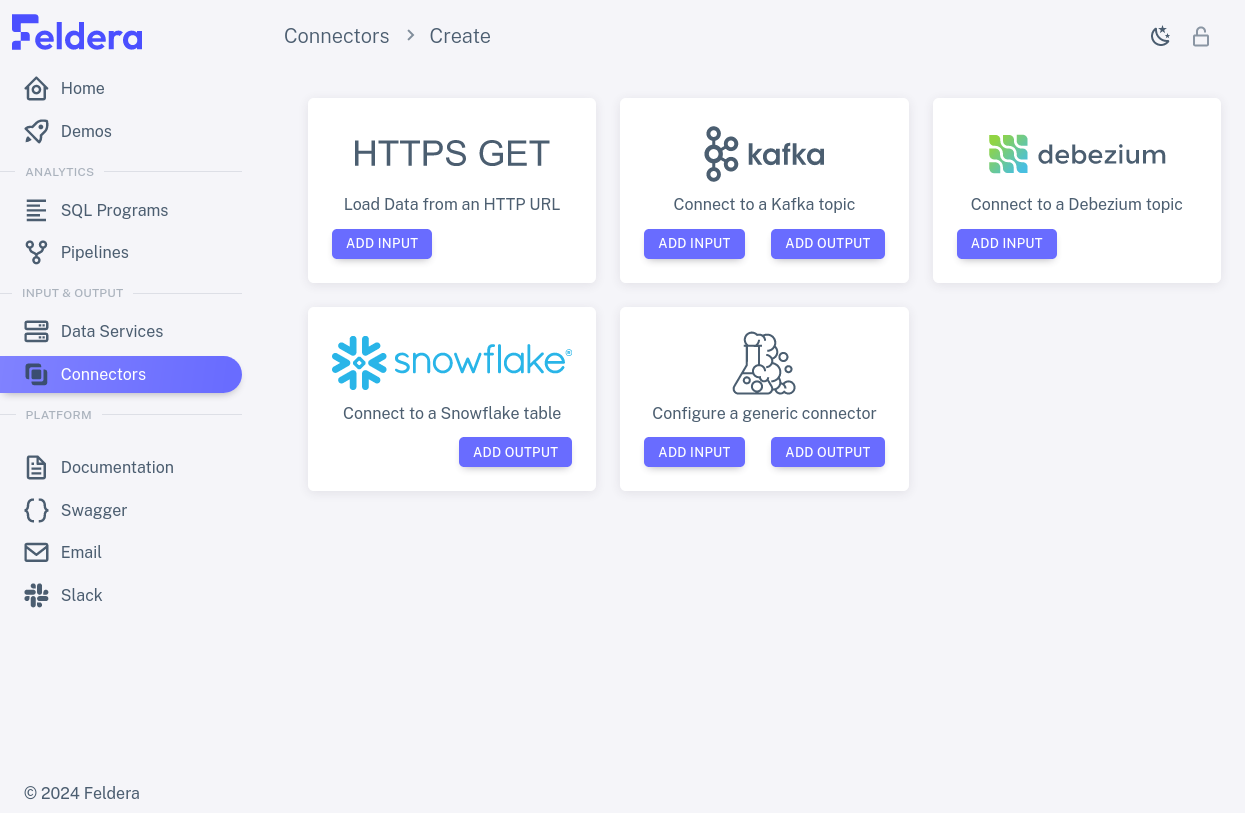 Feldera
Connectors > Create
Home
Demos
ANALYTICS
SQL Programs
Pipelines
INPUT & OUTPUT
Data Services
Connectors
PLATFORM
Documentation
Swagger
Email
Slack
© 2024 Feldera
HTTPS GET
Load Data from an HTTP URL
ADD INPUT
kafka
Connect to a Kafka topic
ADD INPUT ADD OUTPUT
debezium
Connect to a Debezium topic
ADD INPUT
snowflake®
Connect to a Snowflake table
ADD OUTPUT
Configure a generic connector
ADD INPUT ADD OUTPUT